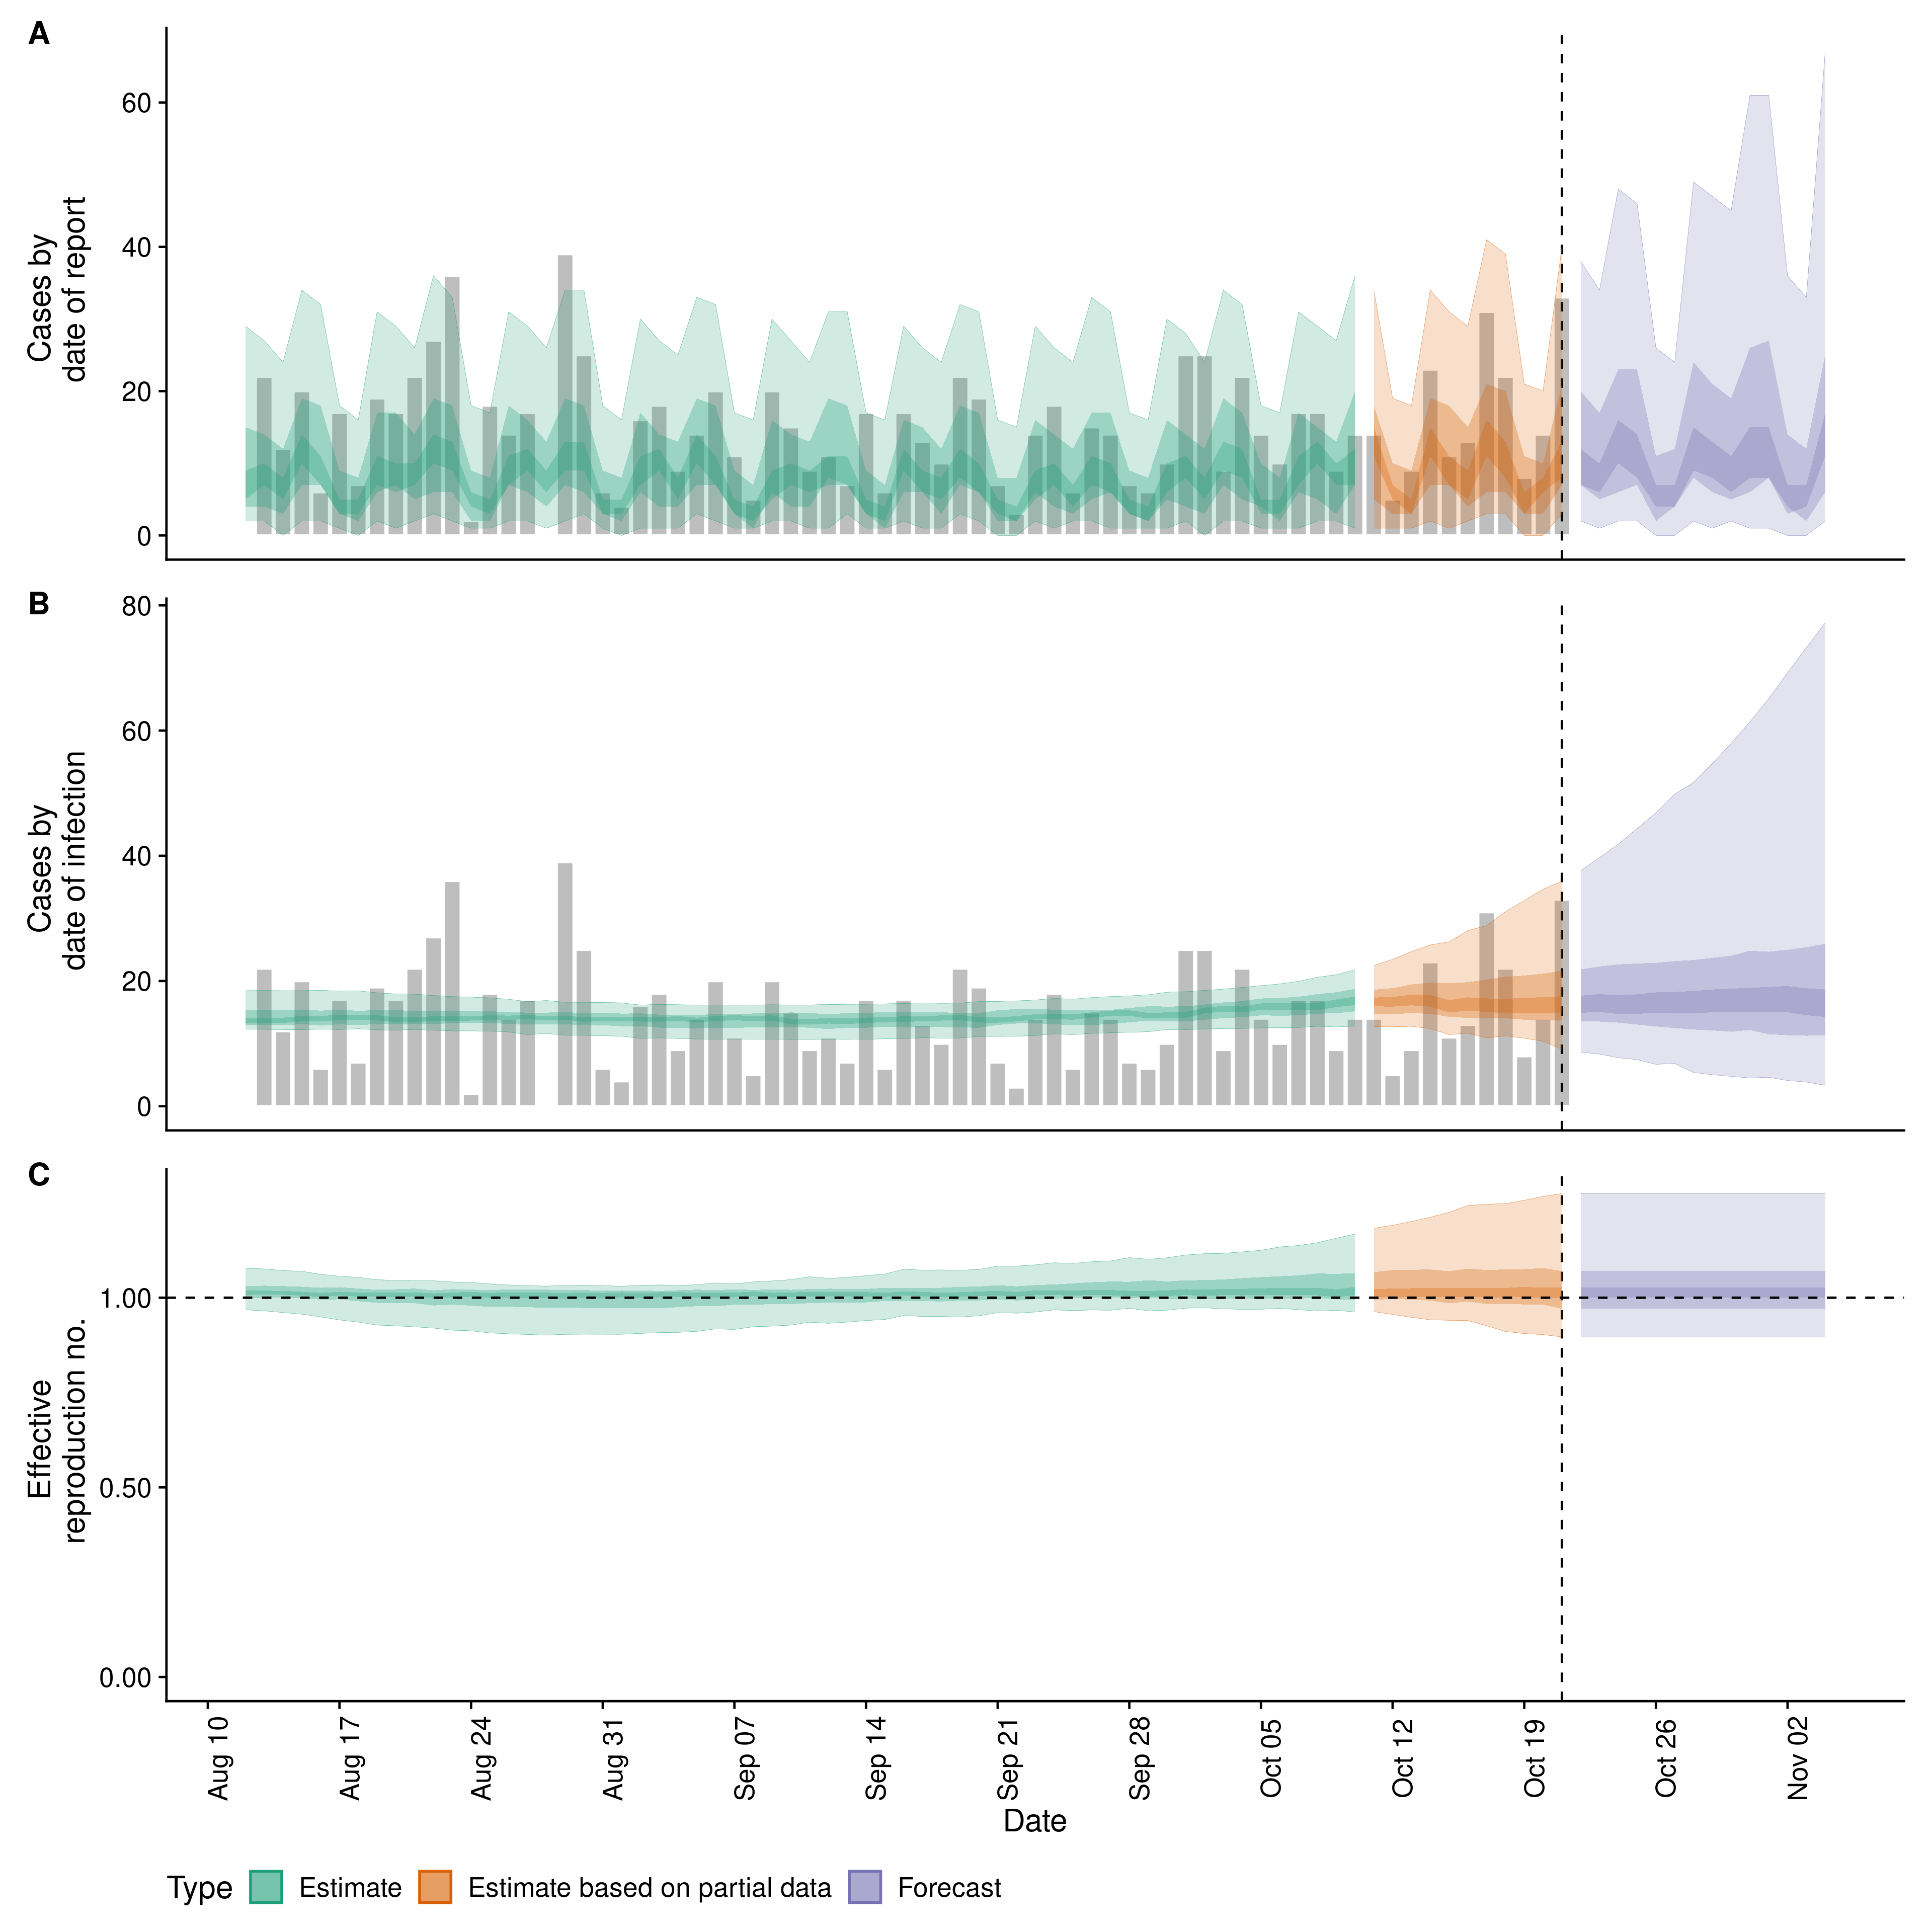 A
Cases by
date of report
60
40
20
0
B
Cases by
date of infection
80
60
40
20
0
C
Effective
reproduction no.
1.00
0.50
0.00
Aug 10
Aug 17
Aug 24
Aug 31
Sep 07
Sep 14
Sep 21
Sep 28
Oct 05
Oct 12
Oct 19
Oct 26
Nov 02
Date
Type Estimate Estimate based on partial data Forecast